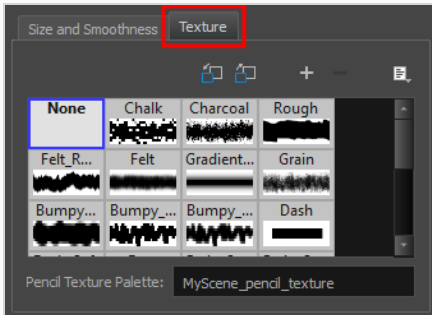 Size and Smoothness Texture
None Chalk Charcoal Rough
Felt_R... Felt Gradient... Grain
Bumpy... Bumpy_... Bumpy_... Dash
Pencil Texture Palette: MyScene_pencil_texture